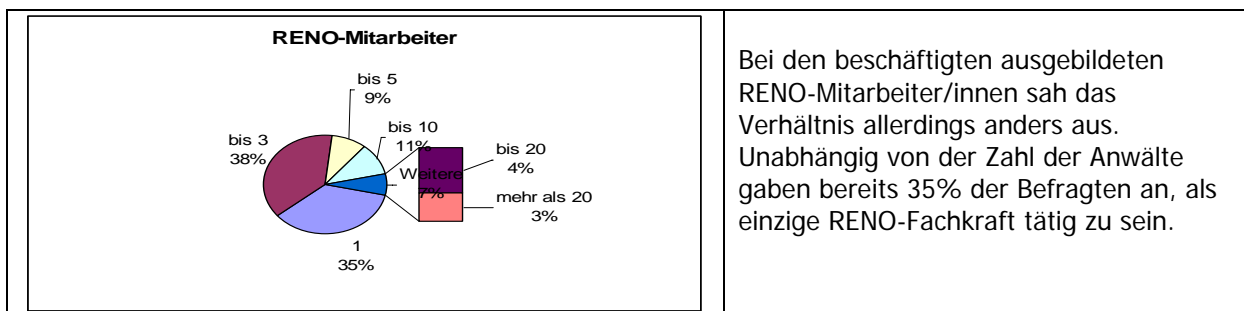 RENO-Mitarbeiter
bis 5
9%
bis 3
38%
bis 10
11%
Weitere
7%
bis 20
4%
mehr als 20
3%
1
35%
Bei den beschäftigten ausgebildeten
RENO-Mitarbeiter/innen sah das
Verhältnis allerdings anders aus.
Unabhängig von der Zahl der Anwälte
gaben bereits 35% der Befragten an, als
einzige RENO-Fachkraft tätig zu sein.